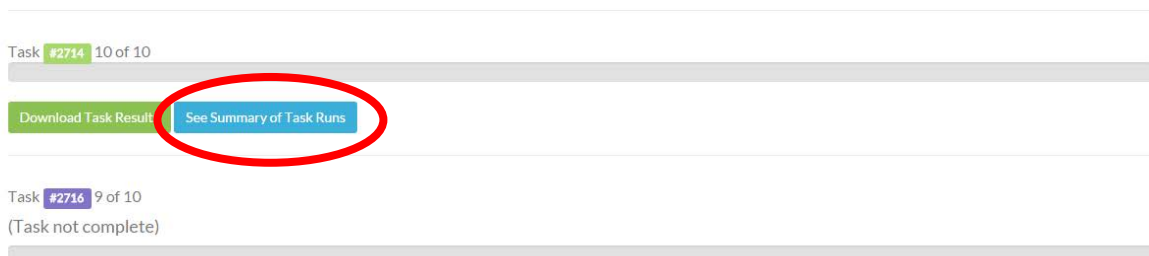 Task #2714 10 of 10
Download Task Result See Summary of Task Runs
Task #2716 9 of 10
(Task not complete)